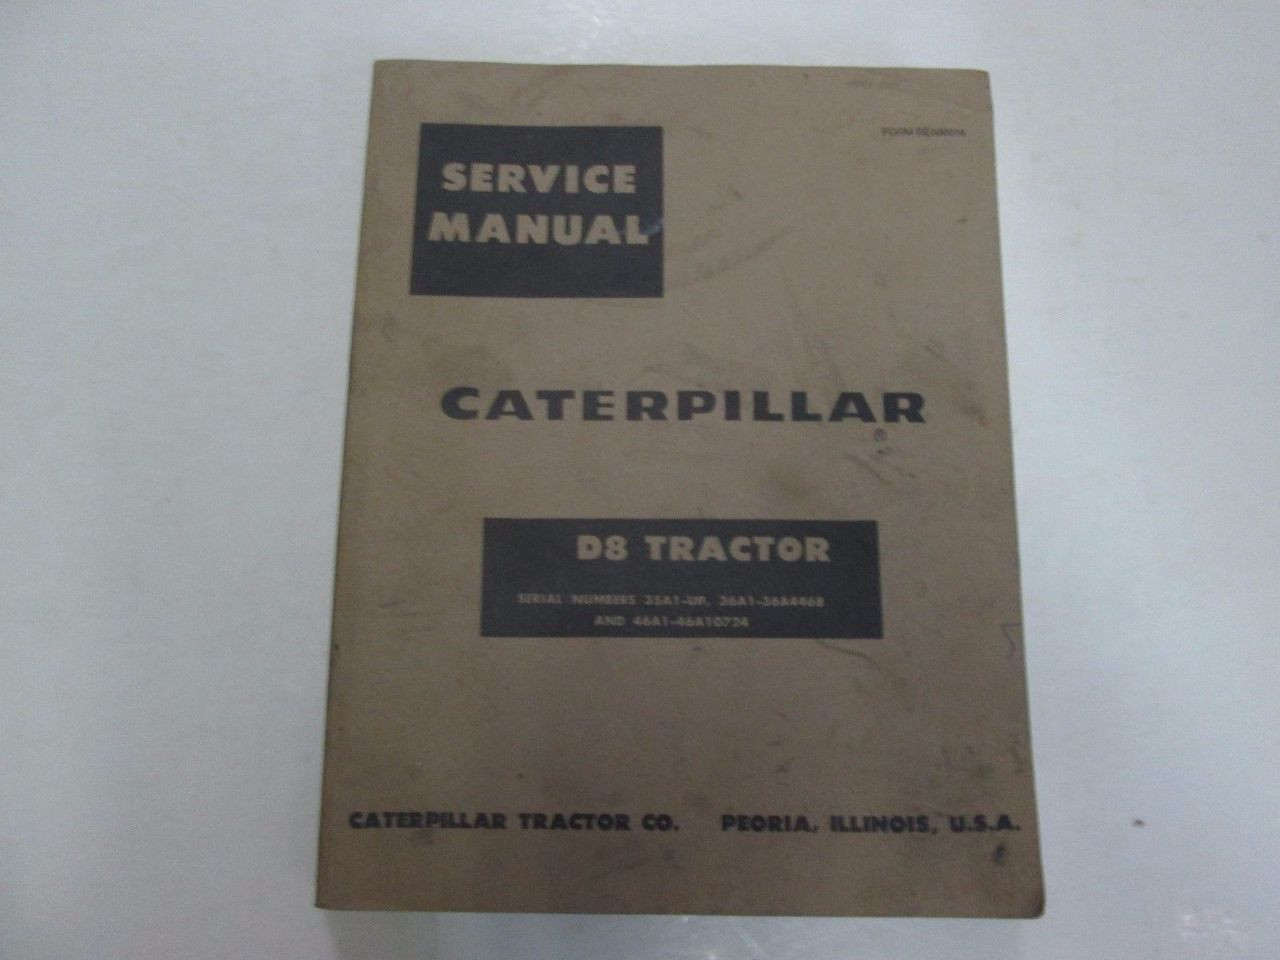 FORM
SERVICE
MANUAL
CATERPILLAR
®
D8 TRACTOR
SERIAL NUMBERS 35A1-UP, 36A1-36A4468
AND 46A1-46A10724
CATERPILLAR TRACTOR CO. PEORIA, ILLINOIS, U.S.A.